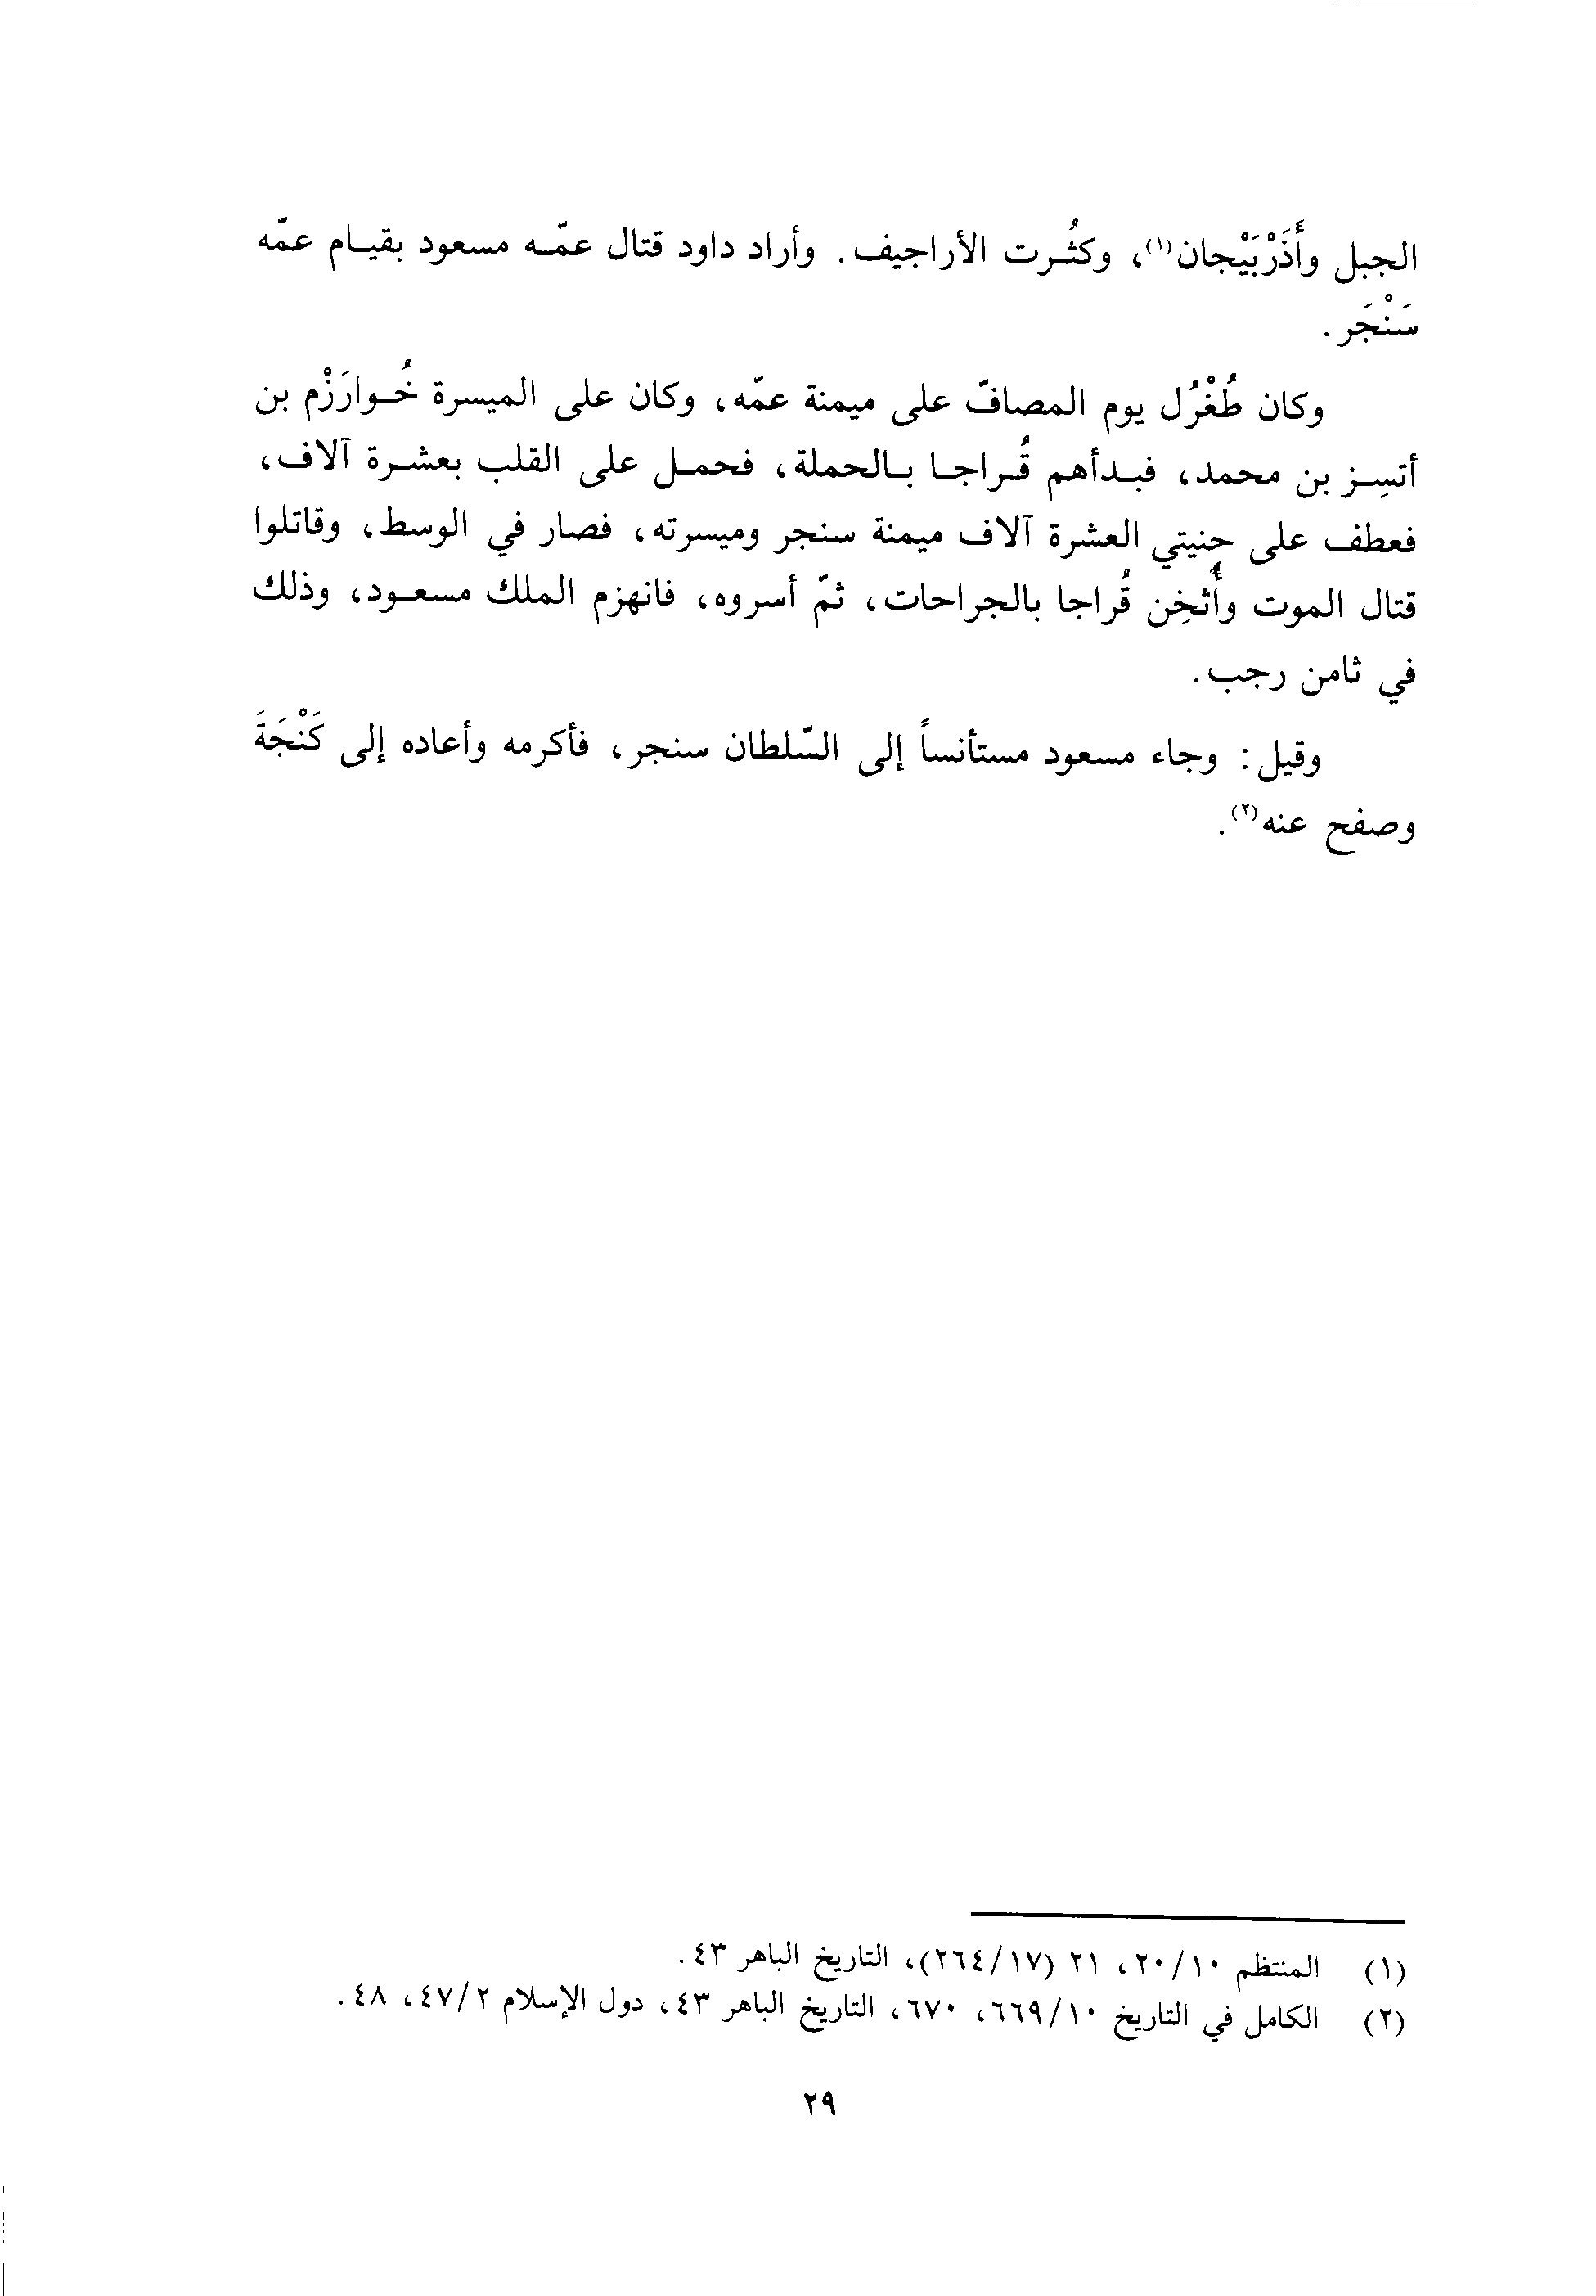 الجبل وأَذَرْبَيْجان(١)، وكثُرت الأراجيف. وأراد داود قتال عمّه مسعود بقيام عمّه
سَنْجَر.
وكان طُغْرُل يوم المصافّ على ميمنة عمّه، وكان على الميسرة خُوارَزْم بن
أتسِز بن محمد، فبدأهم قُراجا بالحملة، فحمل على القلب بعشرة آلاف،
فعطف على جنيتي العشرة آلاف ميمنة سنجر وميسرته، فصار في الوسط، وقاتلوا
قتال الموت وأُثخِن قُراجا بالجراحات، ثمّ أسروه، فانهزم الملك مسعود، وذلك
في ثامن رجب.
وقيل: وجاء مسعود مستأنساً إلى السّلطان سنجر، فأكرمه وأعاده إلى كَنْجَةَ
وصفح عنه(٢).
(١) المنتظم ٢٠/١٠، ٢١ (٢٦٤/١٧)، التاريخ الباهر ٤٣.
(٢) الكامل في التاريخ ٦٦٩/١٠، ٦٧٠، التاريخ الباهر ٤٣، دول الإسلام ٤٧/٢، ٤٨.
٢٩